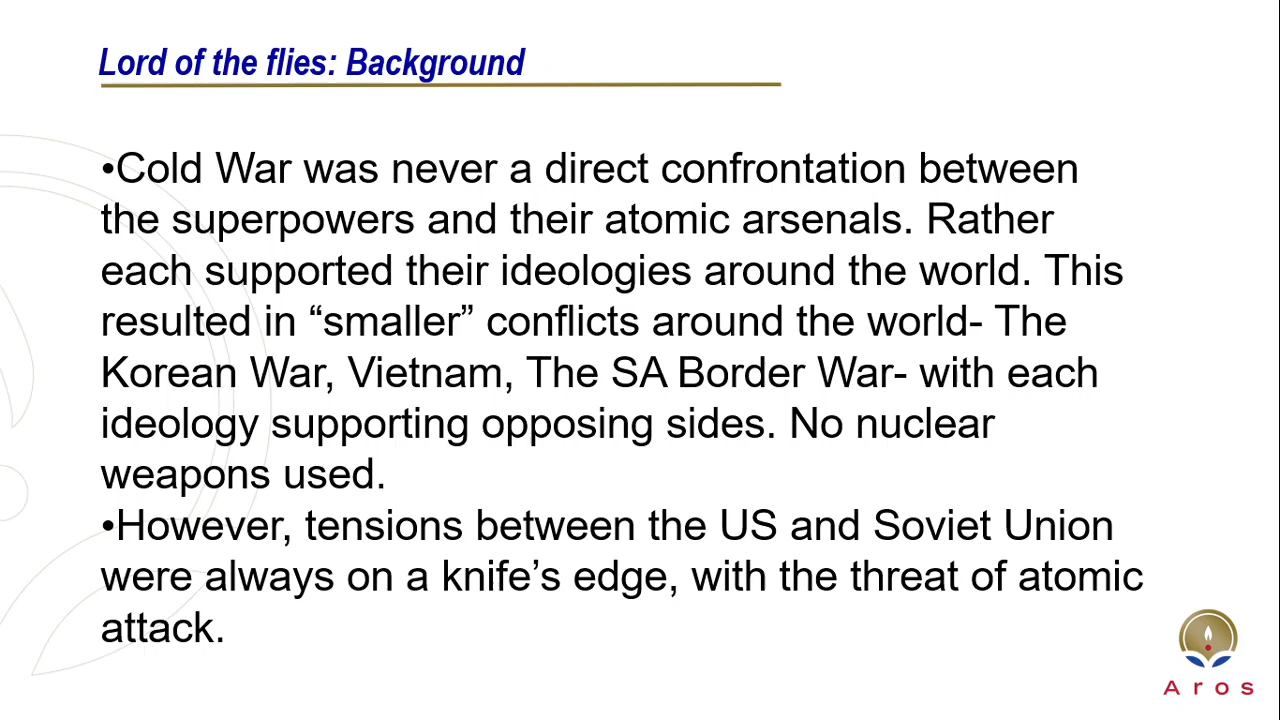 Lord of the flies: Background
•Cold War was never a direct confrontation between
the superpowers and their atomic arsenals. Rather
each supported their ideologies around the world. This
resulted in “smaller” conflicts around the world- The
Korean War, Vietnam, The SA Border War- with each
ideology supporting opposing sides. No nuclear
weapons used.
•However, tensions between the US and Soviet Union
were always on a knife’s edge, with the threat of atomic
attack.
Aros